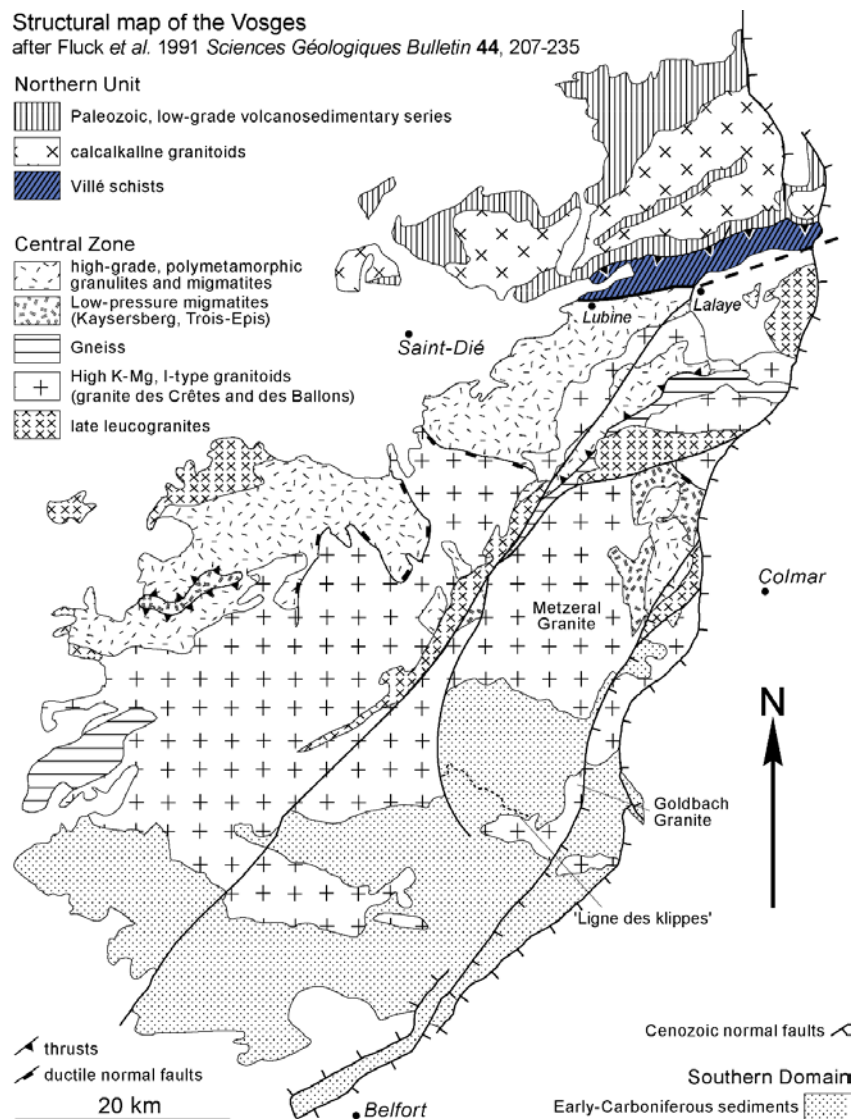 Structural map of the Vosges
after Fluck et al. 1991 Sciences Géologiques Bulletin 44, 207-235
Northern Unit
Paleozoic, low-grade volcanosedimentary series
calcalkallne granitoids
Villé schists
Central Zone
high-grade, polymetamorphic
granulites and migmatites
Low-pressure migmatites
(Kaysersberg, Trois-Epis)
Gneiss
High K-Mg, I-type granitoids
(granite des Crêtes and des Ballons)
late leucogranites
Lubine
Lalaye
Saint-Dié
Colmar
Metzeral
Granite
N
Goldbach
Granite
'Ligne des klippes'
thrusts
ductile normal faults
20 km
Belfort
Cenozoic normal faults
Southern Domain
Early-Carboniferous sediments